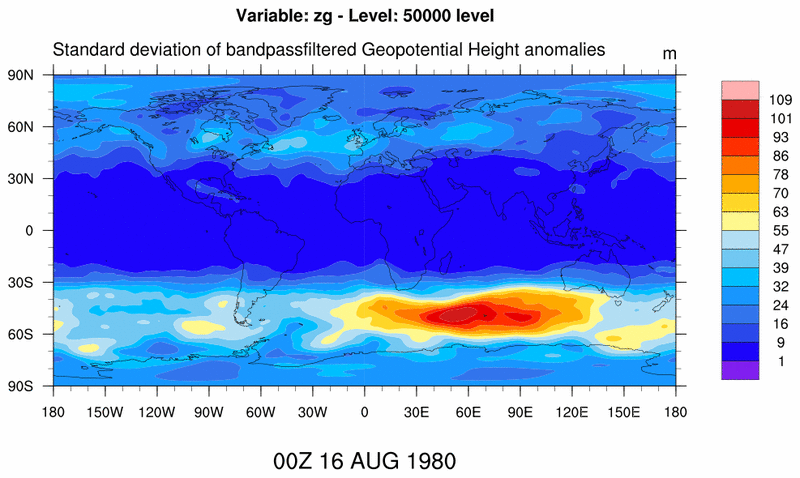 Variable: zg - Level: 50000 level
Standard deviation of bandpassfiltered Geopotential Height anomalies
m
90N
60N
30N
0
30S
60S
90S
180 150W 120W 90W 60W 30W 0 30E 60E 90E 120E 150E 180
109
101
93
86
78
70
63
55
47
39
32
24
16
9
1
00Z 16 AUG 1980